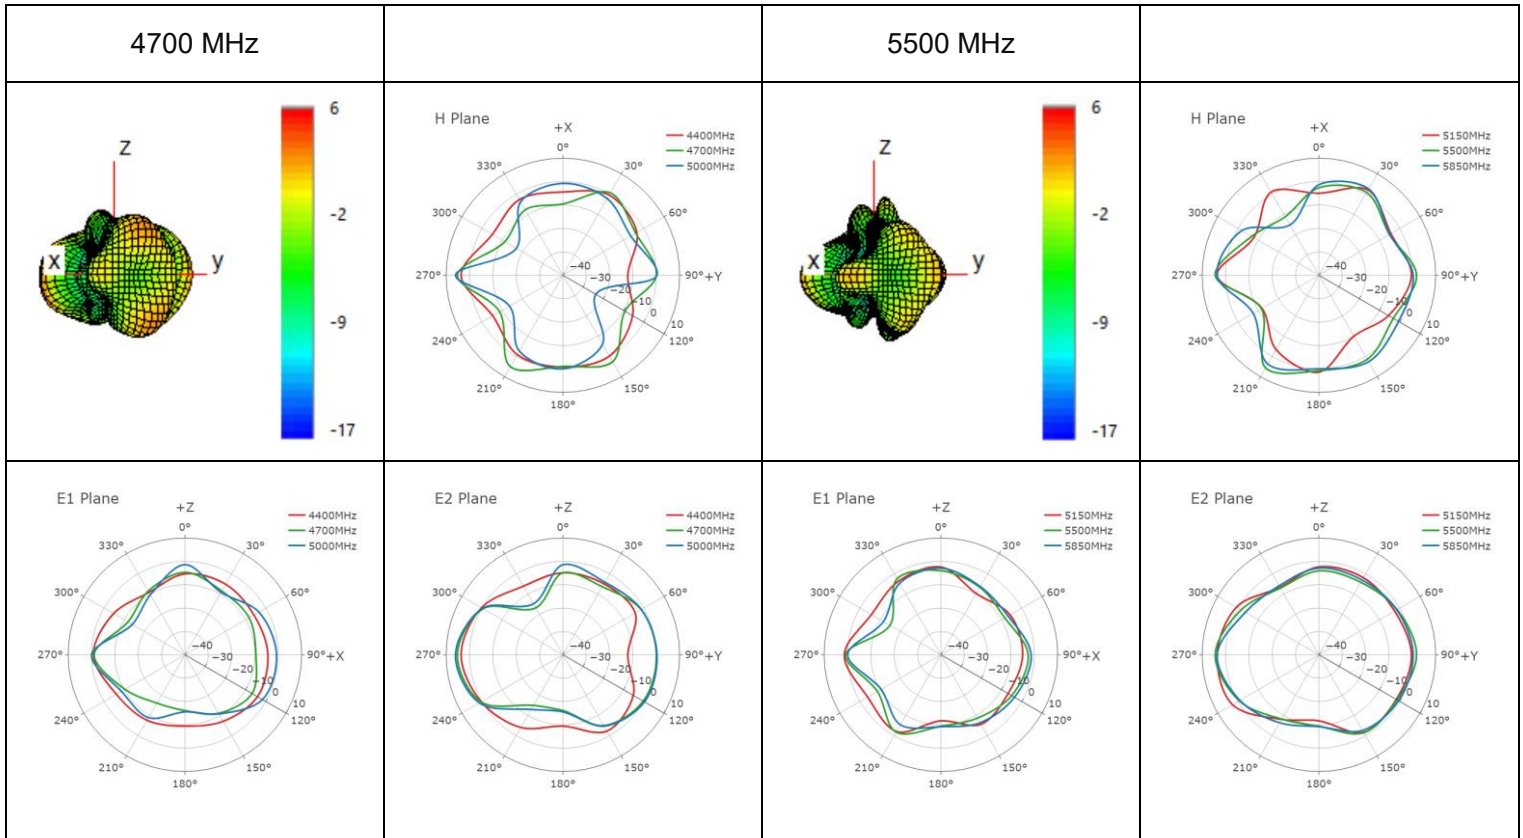 4700 MHz
5500 MHz
Z
X
y
6
-2
-9
-17
H Plane
+X
0°
30°
60°
90°+Y
120°
150°
180°
210°
240°
270°
300°
330°
−40
−30
−20
−10
0
10
4400MHz
4700MHz
5000MHz
Z
X
y
6
-2
-9
-17
H Plane
+X
0°
30°
60°
90°+Y
120°
150°
180°
210°
240°
270°
300°
330°
−40
−30
−20
−10
0
10
5150MHz
5500MHz
5850MHz
E1 Plane
+Z
0°
30°
60°
90°+X
120°
150°
180°
210°
240°
270°
300°
330°
−40
−30
−20
−10
0
10
4400MHz
4700MHz
5000MHz
E2 Plane
+Z
0°
30°
60°
90°+Y
120°
150°
180°
210°
240°
270°
300°
330°
−40
−30
−20
−10
0
10
4400MHz
4700MHz
5000MHz
E1 Plane
+Z
0°
30°
60°
90°+X
120°
150°
180°
210°
240°
270°
300°
330°
−40
−30
−20
−10
0
10
5150MHz
5500MHz
5850MHz
E2 Plane
+Z
0°
30°
60°
90°+Y
120°
150°
180°
210°
240°
270°
300°
330°
−40
−30
−20
−10
0
10
5150MHz
5500MHz
5850MHz